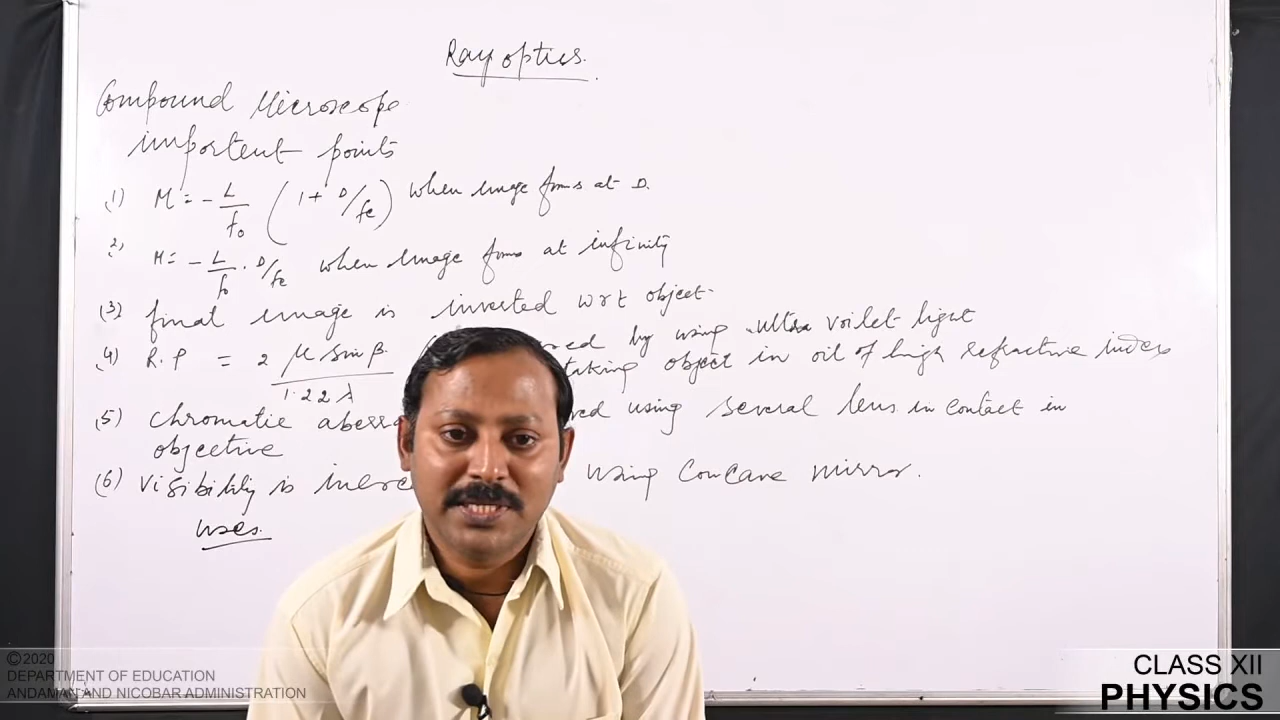 Ray optics.
Compound Microscope
importent points
(1) M = - L/fo (1 + D/fe) when image forms at D.
(2) M = - L/fo . D/fe when image forms at infinity
(3) final image is inverted wrt object.
(4) R.P = 2 μ sin β / 1.22 λ by using ultra voilet light
taking object in oil of high refractive index
(5) Chromatic using several lens in contact in
objective
(6) visibility is using Concave mirror.
uses.
©2020
DEPARTMENT OF EDUCATION
ANDAMAN AND NICOBAR ADMINISTRATION
CLASS XII
PHYSICS